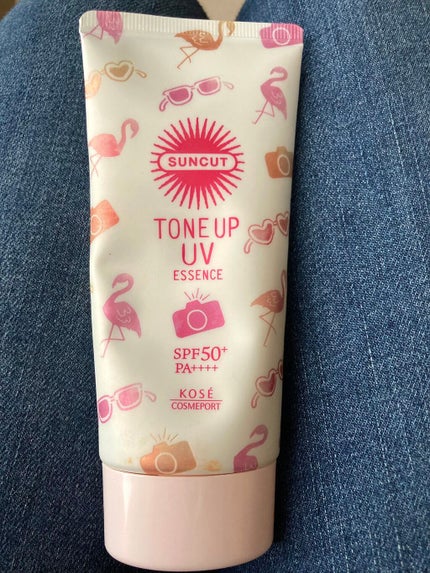 SUNCUT
TONE UP
UV
ESSENCE
SPF50+
PA++++
KOSÉ
COSMEPORT